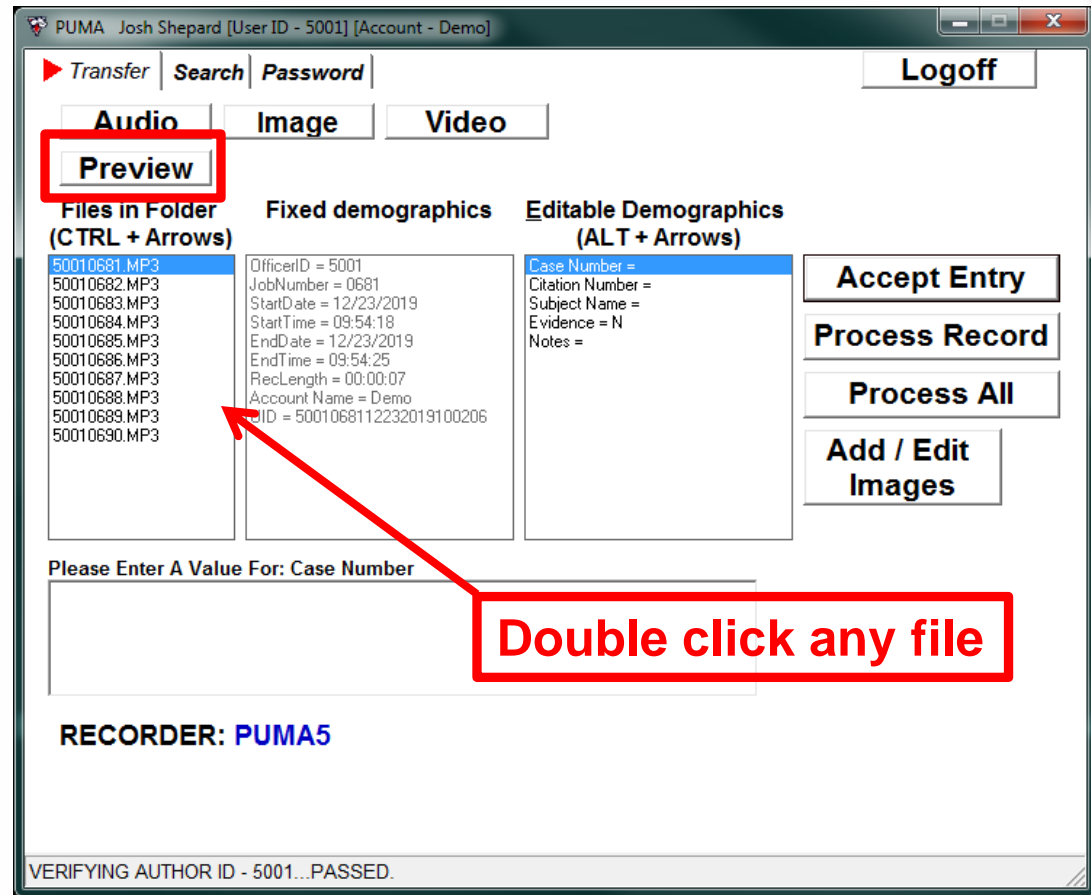 PUMA Josh Shepard [User ID - 5001] [Account - Demo]
Transfer Search Password
Logoff
Audio Image Video
Preview
Files in Folder
(CTRL + Arrows)
50010681.MP3
50010682.MP3
50010683.MP3
50010684.MP3
50010685.MP3
50010686.MP3
50010687.MP3
50010688.MP3
50010689.MP3
50010690.MP3
Fixed demographics
OfficerID = 5001
JobNumber = 0681
StartDate = 12/23/2019
StartTime = 09:54:18
EndDate = 12/23/2019
EndTime = 09:54:25
RecLength = 00:00:07
Account Name = Demo
UID = 5001068112232019100206
Editable Demographics
(ALT + Arrows)
Case Number =
Citation Number =
Subject Name =
Evidence = N
Notes =
Accept Entry
Process Record
Process All
Add / Edit
Images
Please Enter A Value For: Case Number
Double click any file
RECORDER: PUMA5
VERIFYING AUTHOR ID - 5001...PASSED.